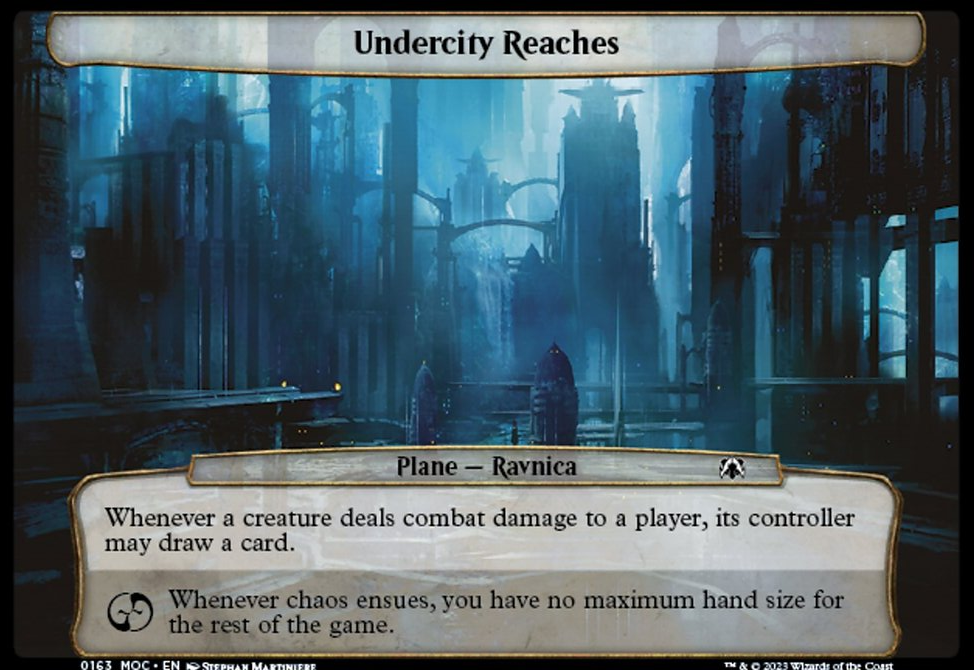 Undercity Reaches
Plane — Ravnica
Whenever a creature deals combat damage to a player, its controller
may draw a card.
Whenever chaos ensues, you have no maximum hand size for
the rest of the game.
0163 MOC • EN Stephan Martiniere
™ & © 2023 Wizards of the Coast